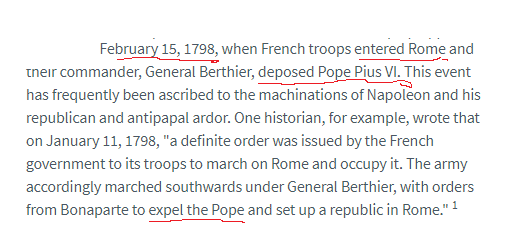 February 15, 1798, when French troops entered Rome and
their commander, General Berthier, deposed Pope Pius VI. This event
has frequently been ascribed to the machinations of Napoleon and his
republican and antipapal ardor. One historian, for example, wrote that
on January 11, 1798, "a definite order was issued by the French
government to its troops to march on Rome and occupy it. The army
accordingly marched southwards under General Berthier, with orders
from Bonaparte to expel the Pope and set up a republic in Rome." 1